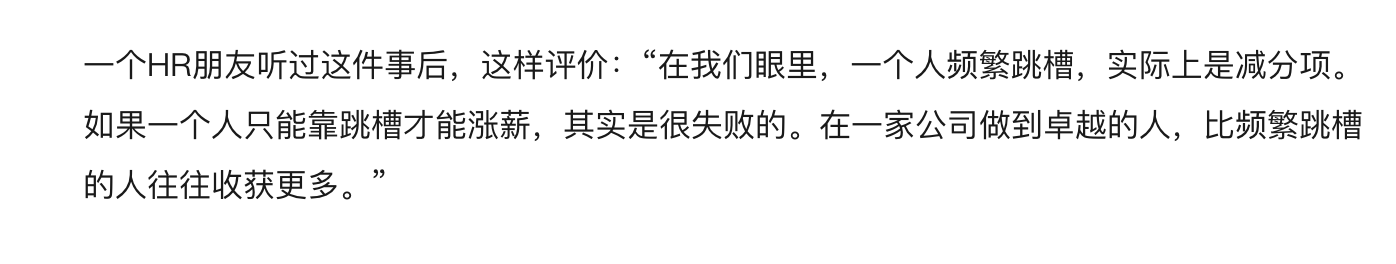 一个HR朋友听过这件事后，这样评价：“在我们眼里，一个人频繁跳槽，实际上是减分项。
如果一个人只能靠跳槽才能涨薪，其实是很失败的。在一家公司做到卓越的人，比频繁跳槽
的人往往收获更多。”